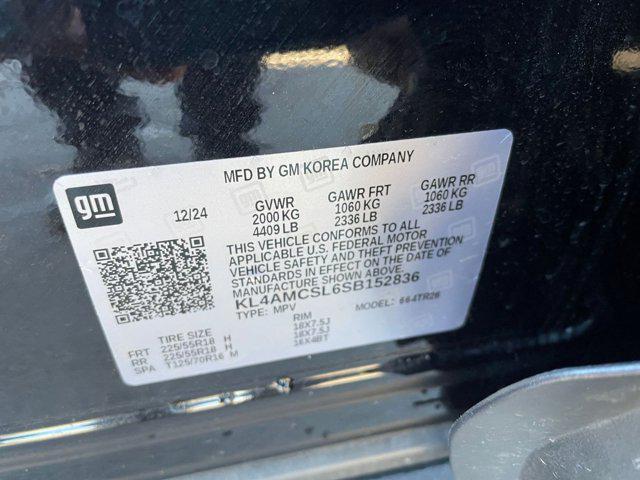 MFD BY GM KOREA COMPANY
gm
12/24 GVWR GAWR FRT GAWR RR
2000 KG 1060 KG 1060 KG
4409 LB 2336 LB 2336 LB
THIS VEHICLE CONFORMS TO ALL
APPLICABLE U.S. FEDERAL MOTOR
VEHICLE SAFETY AND THEFT PREVENTION
STANDARDS IN EFFECT ON THE DATE OF
MANUFACTURE SHOWN ABOVE.
KL4AMCSL6SB152836
TYPE: MPV MODEL: 664TR26
TIRE SIZE RIM
FRT 225/55R18 H 18X7.5J
RR 225/55R18 H 18X7.5J
SPA T125/70R16 M 16X4BT